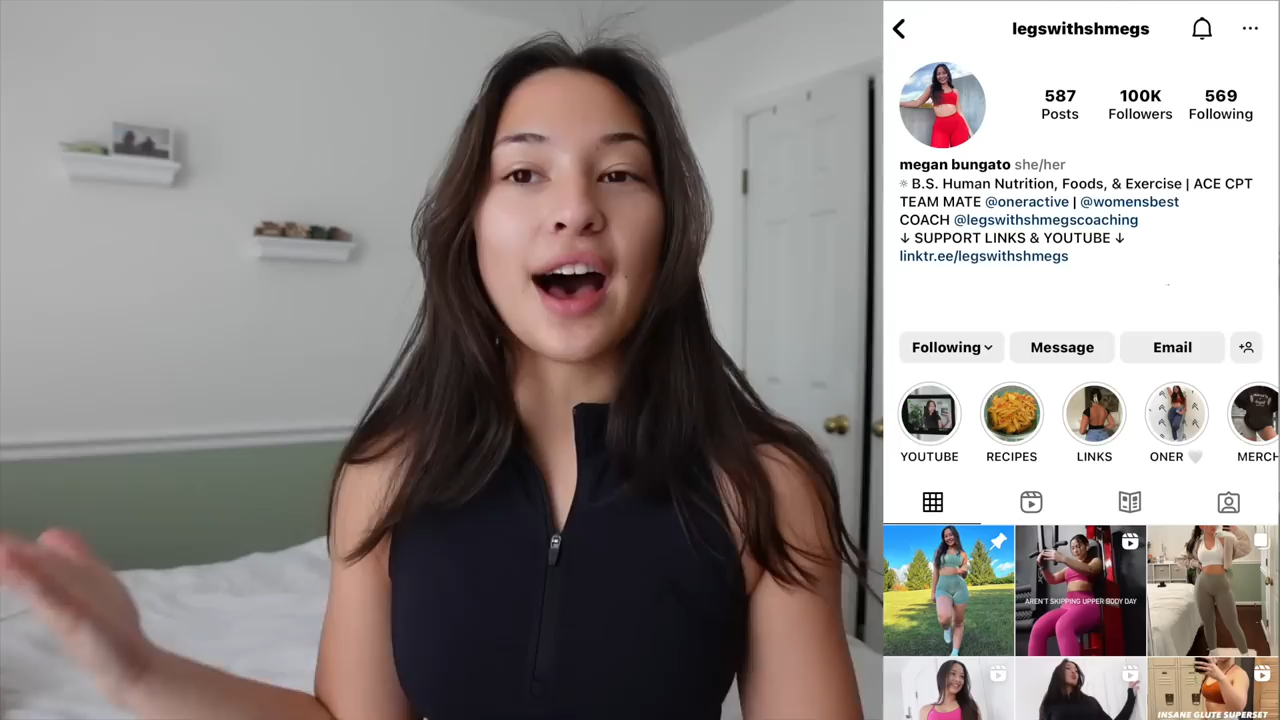 legswithshmegs
587 100K 569
Posts Followers Following
megan bungato she/her
☼ B.S. Human Nutrition, Foods, & Exercise | ACE CPT
TEAM MATE @oneractive | @womensbest
COACH @legswithshmegscoaching
↓ SUPPORT LINKS & YOUTUBE ↓
linktr.ee/legswithshmegs
Following Message Email
YOUTUBE RECIPES LINKS ONER 🤍 MERCH
AREN'T SKIPPING UPPER BODY DAY
INSANE GLUTE SUPERSET